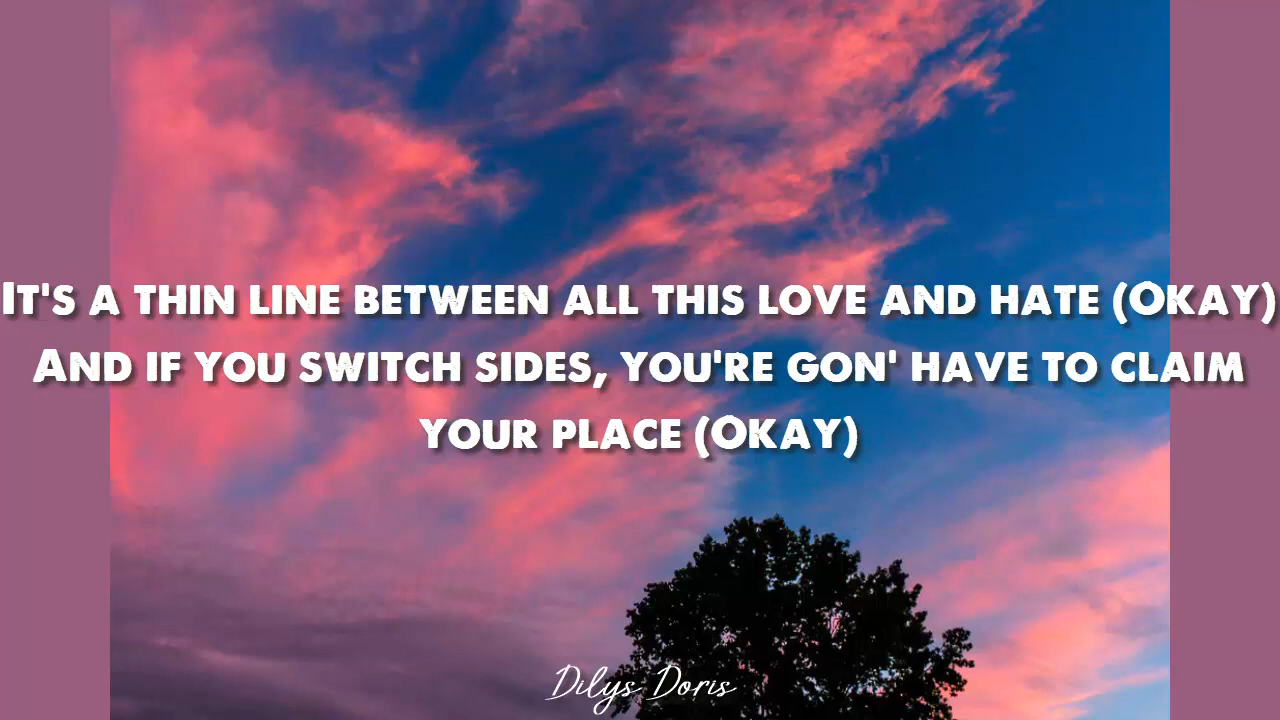 It's a thin line between all this love and hate (Okay)
And if you switch sides, you're gon' have to claim
your place (Okay)
Dilys Doris